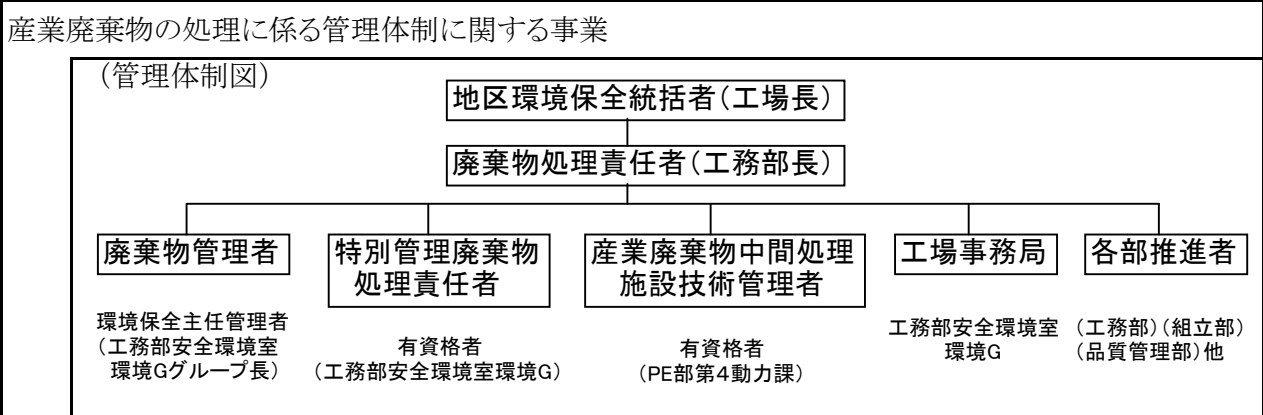 産業廃棄物の処理に係る管理体制に関する事業
（管理体制図）
地区環境保全統括者（工場長）
廃棄物処理責任者（工務部長）
廃棄物管理者
環境保全主任管理者
（工務部安全環境室
環境Gグループ長）
特別管理廃棄物
処理責任者
有資格者
（工務部安全環境室環境G）
産業廃棄物中間処理
施設技術管理者
有資格者
（PE部第4動力課）
工場事務局
工務部安全環境室
環境G
各部推進者
（工務部）（組立部）
（品質管理部）他